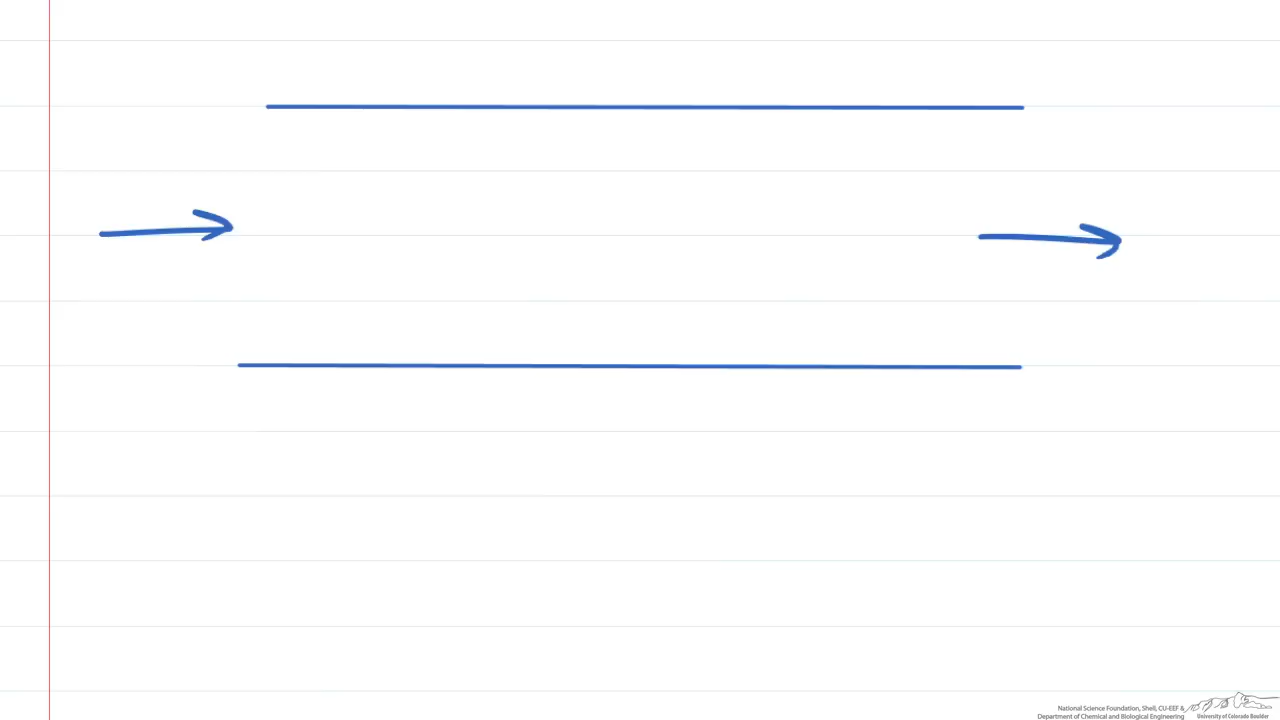 National Science Foundation, Shell, CU-EEF &
Department of Chemical and Biological Engineering
University of Colorado Boulder